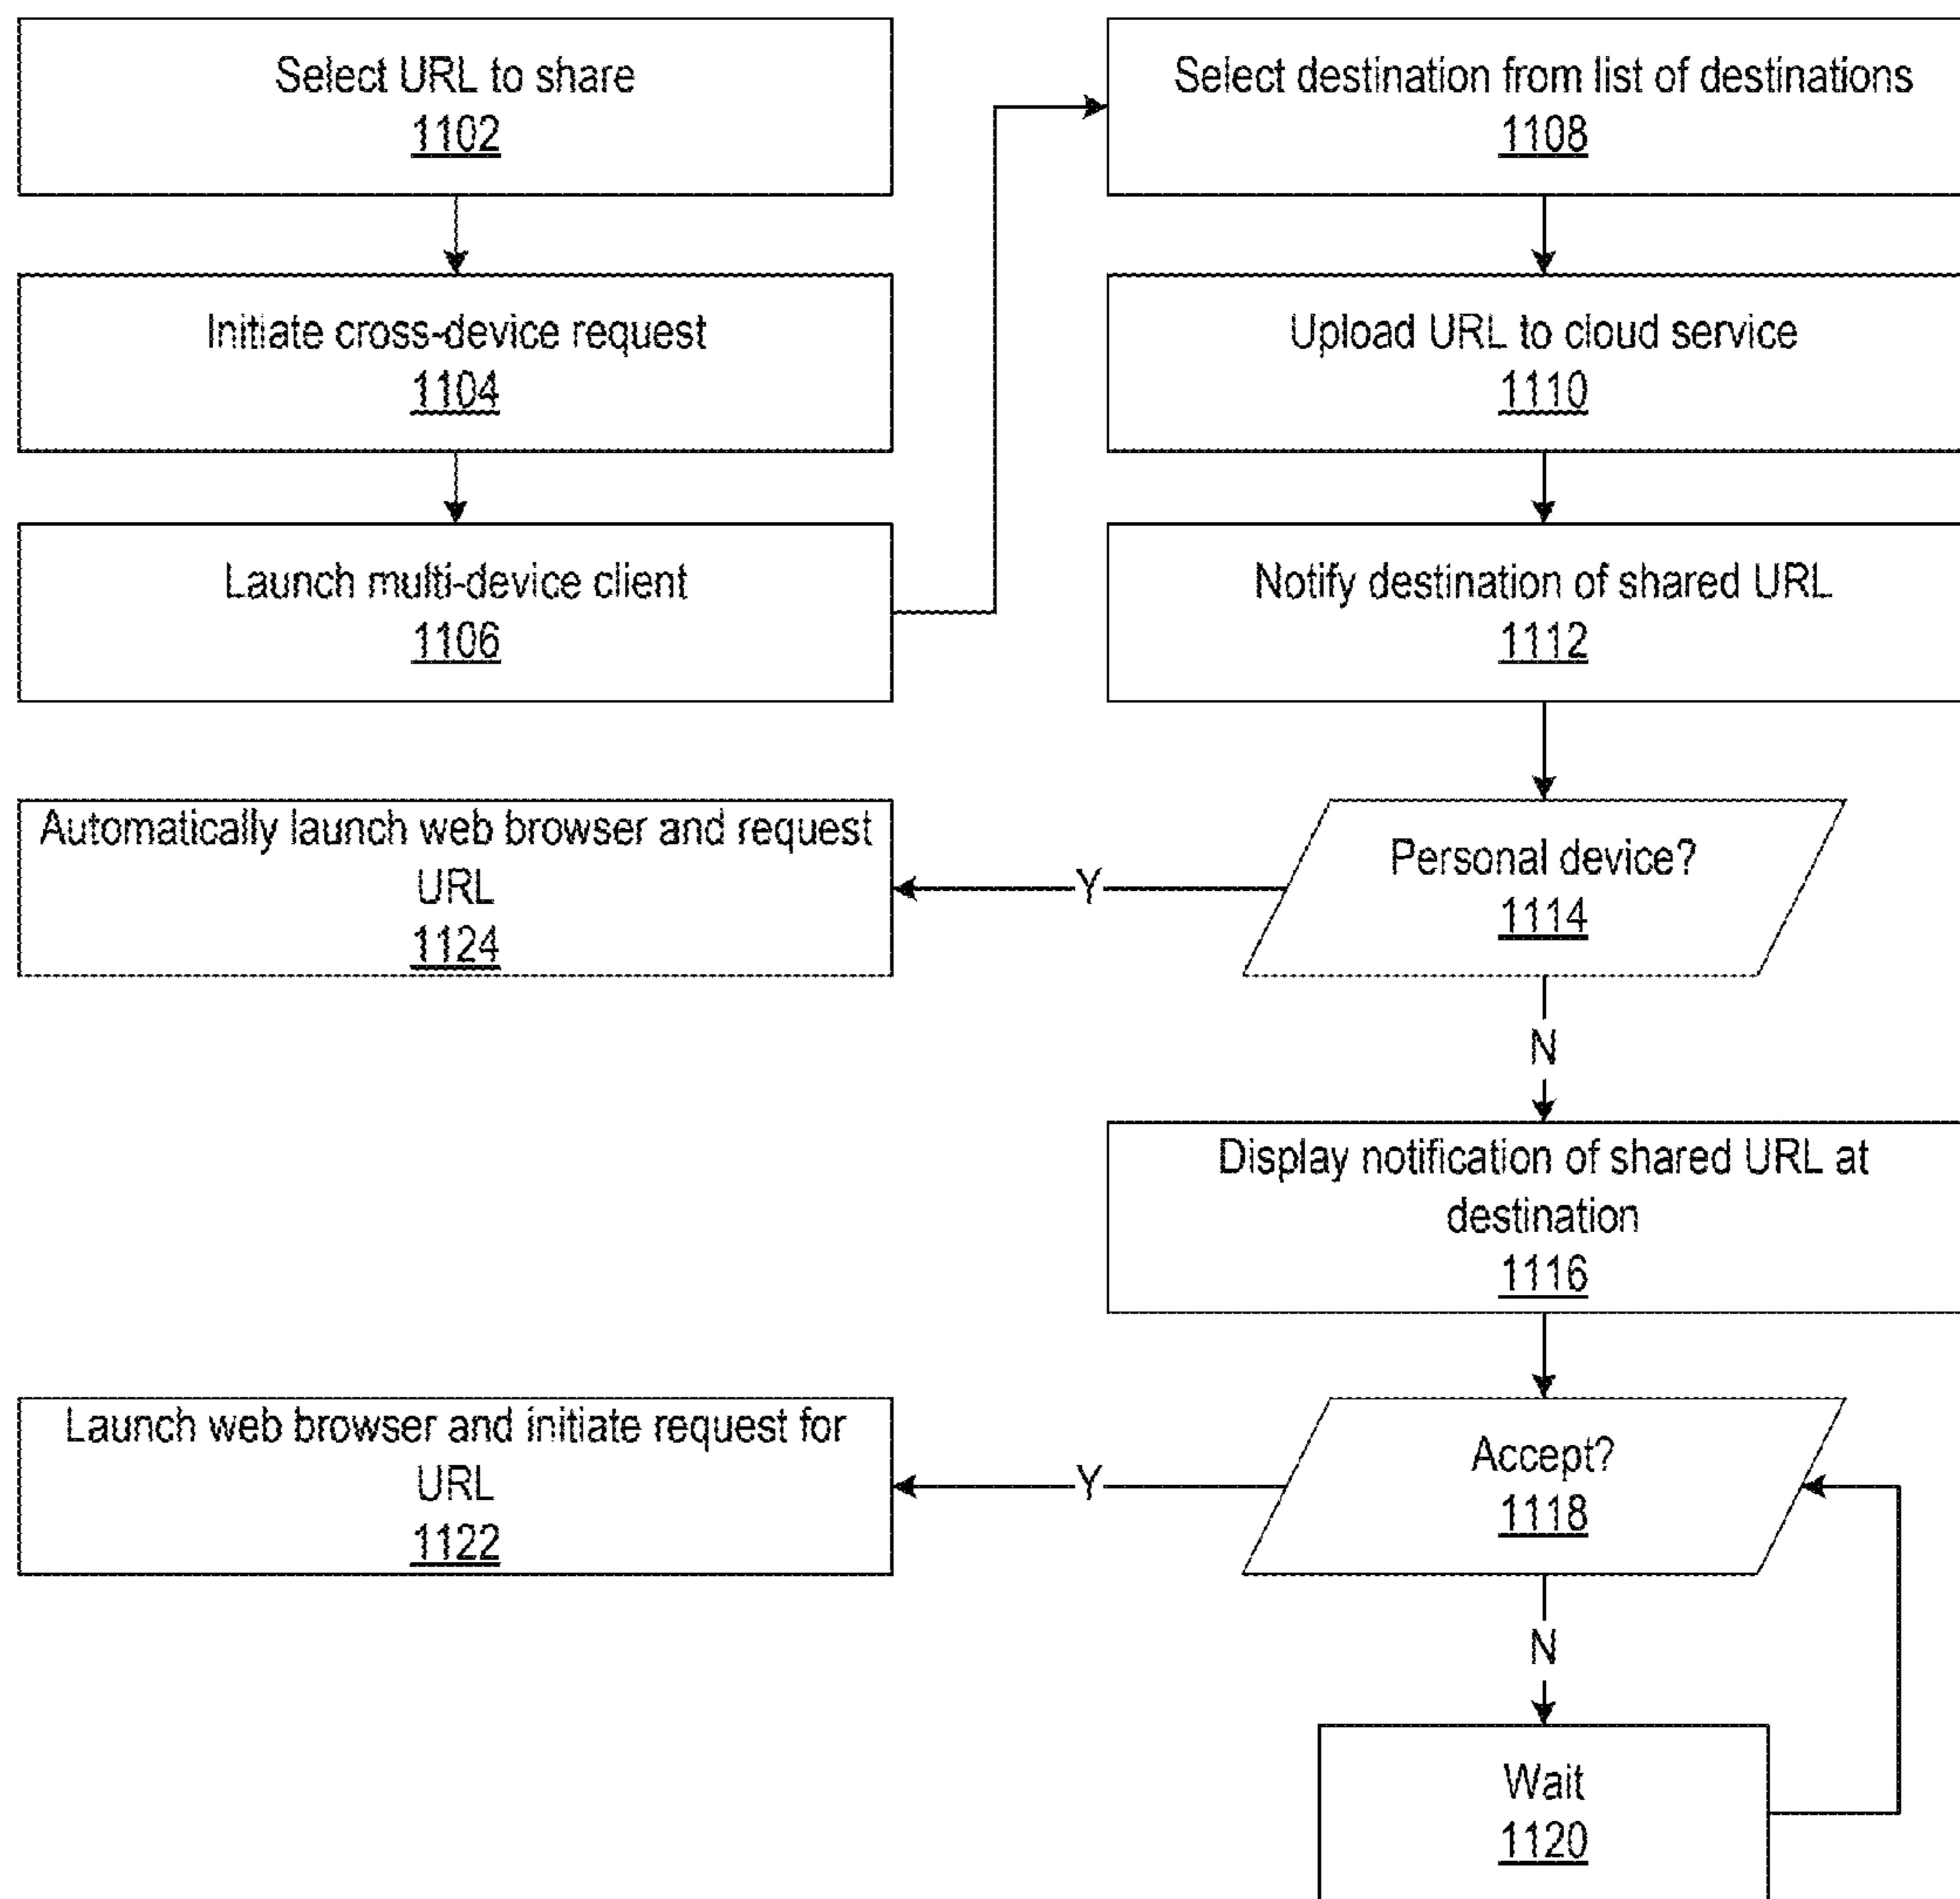 Select URL to share
1102
Initiate cross-device request
1104
Launch multi-device client
1106
Select destination from list of destinations
1108
Upload URL to cloud service
1110
Notify destination of shared URL
1112
Personal device?
1114
Y
Automatically launch web browser and request
URL
1124
N
Display notification of shared URL at
destination
1116
Accept?
1118
Y
Launch web browser and initiate request for
URL
1122
N
Wait
1120